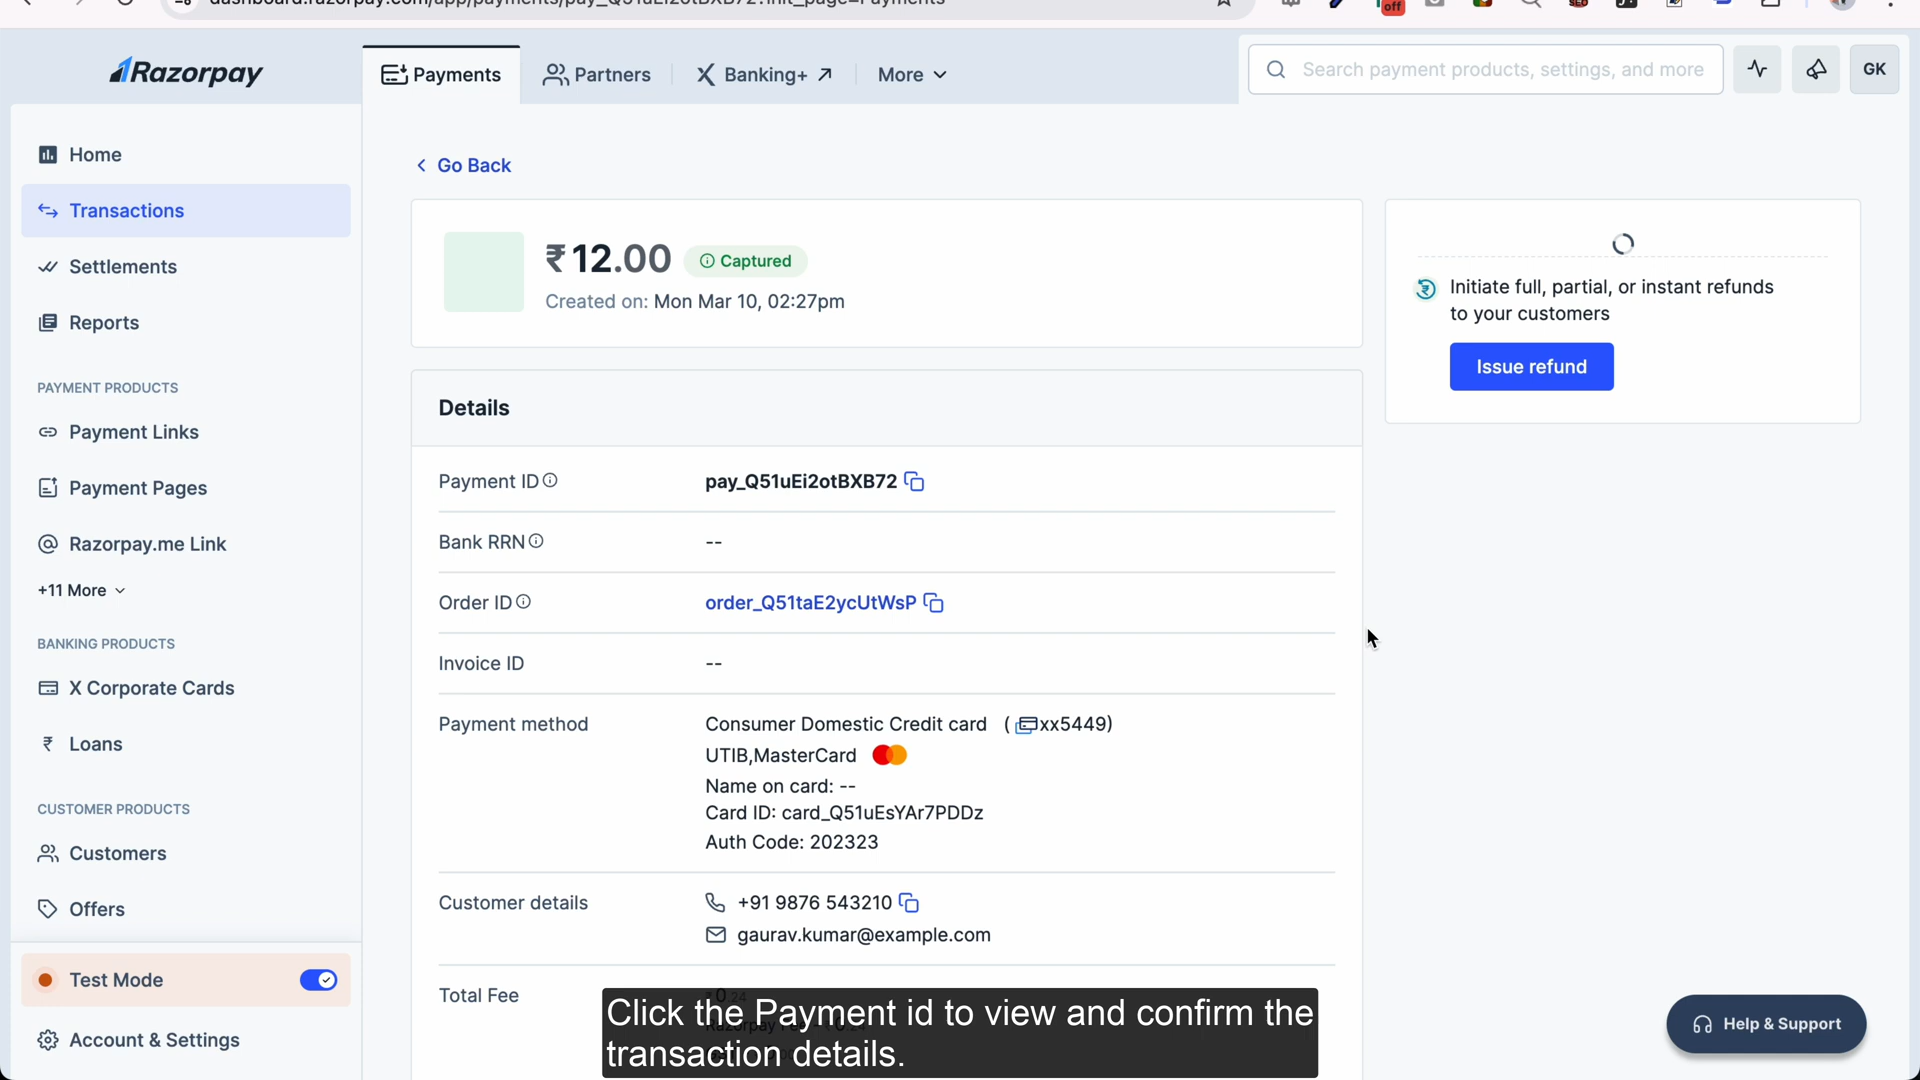 Razorpay
Payments
Partners
Banking+
More
Search payment products, settings, and more
GK
off
Home
Transactions
Settlements
Reports
PAYMENT PRODUCTS
Payment Links
Payment Pages
Razorpay.me Link
+11 More
BANKING PRODUCTS
X Corporate Cards
Loans
CUSTOMER PRODUCTS
Customers
Offers
Test Mode
Account & Settings
Go Back
₹12.00 Captured
Created on: Mon Mar 10, 02:27pm
Initiate full, partial, or instant refunds
to your customers
Issue refund
Details
Payment ID pay_Q51uEi2otBXB72
Bank RRN --
Order ID order_Q51taE2ycUtWsP
Invoice ID --
Payment method Consumer Domestic Credit card (xx5449)
UTIB,MasterCard
Name on card: --
Card ID: card_Q51uEsYAr7PDDz
Auth Code: 202323
Customer details +91 9876 543210
gaurav.kumar@example.com
Total Fee
Click the Payment id to view and confirm the
transaction details.
Help & Support